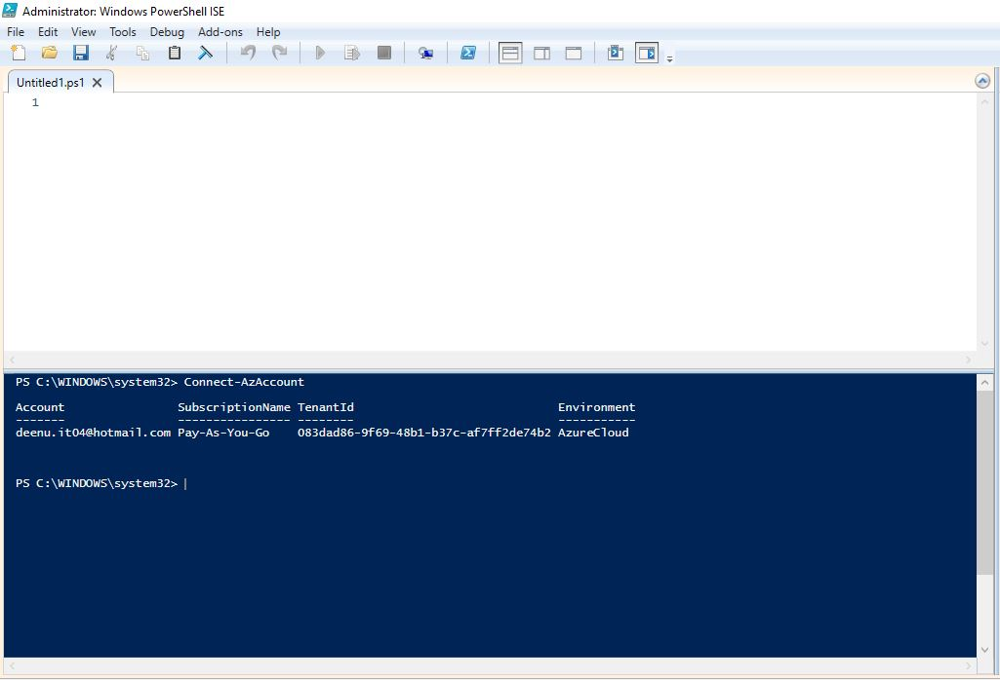 Administrator: Windows PowerShell ISE
File Edit View Tools Debug Add-ons Help
Untitled1.ps1
1
PS C:\WINDOWS\system32> Connect-AzAccount
Account SubscriptionName TenantId Environment
------- ---------------- -------- -----------
deenu.it04@hotmail.com Pay-As-You-Go 083dad86-9f69-48b1-b37c-af7ff2de74b2 AzureCloud
PS C:\WINDOWS\system32>